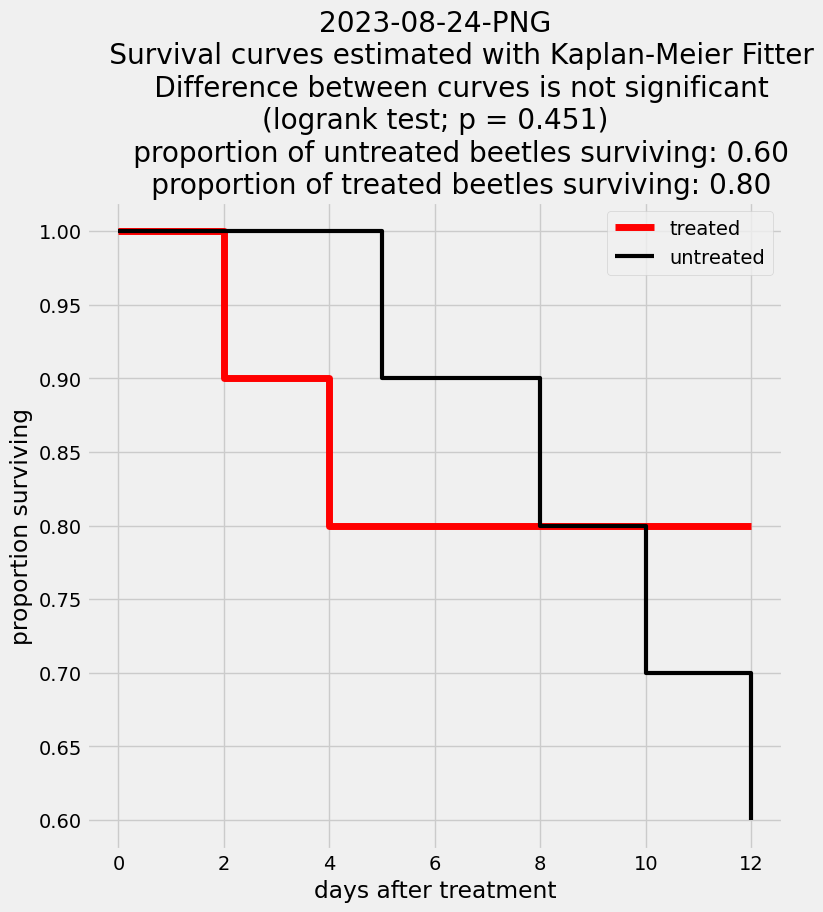 2023-08-24-PNG
Survival curves estimated with Kaplan-Meier Fitter
Difference between curves is not significant
(logrank test; p = 0.451)
proportion of untreated beetles surviving: 0.60
proportion of treated beetles surviving: 0.80
treated
untreated
1.00
0.95
0.90
0.85
0.80
0.75
0.70
0.65
0.60
proportion surviving
0 2 4 6 8 10 12
days after treatment